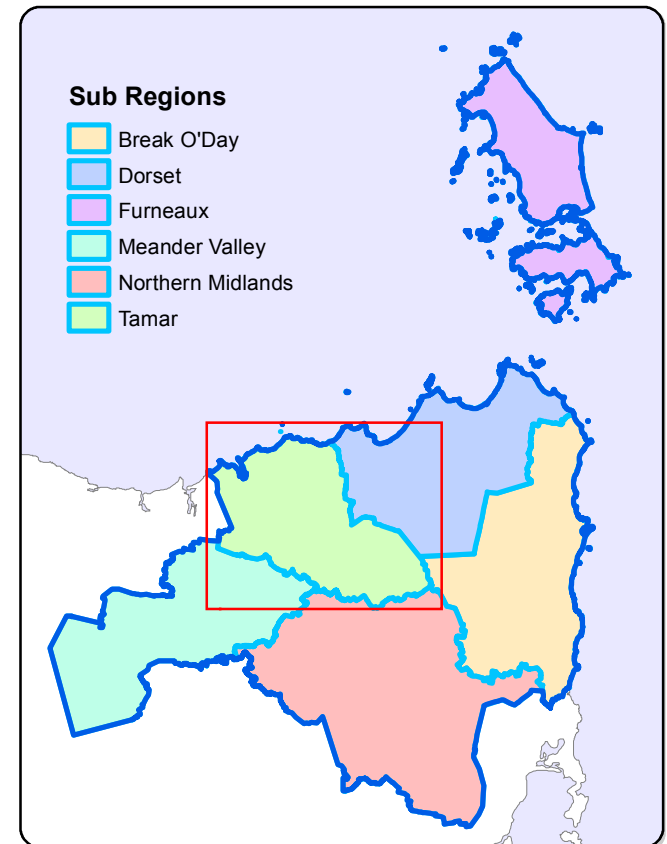 Sub Regions
Break O'Day
Dorset
Furneaux
Meander Valley
Northern Midlands
Tamar